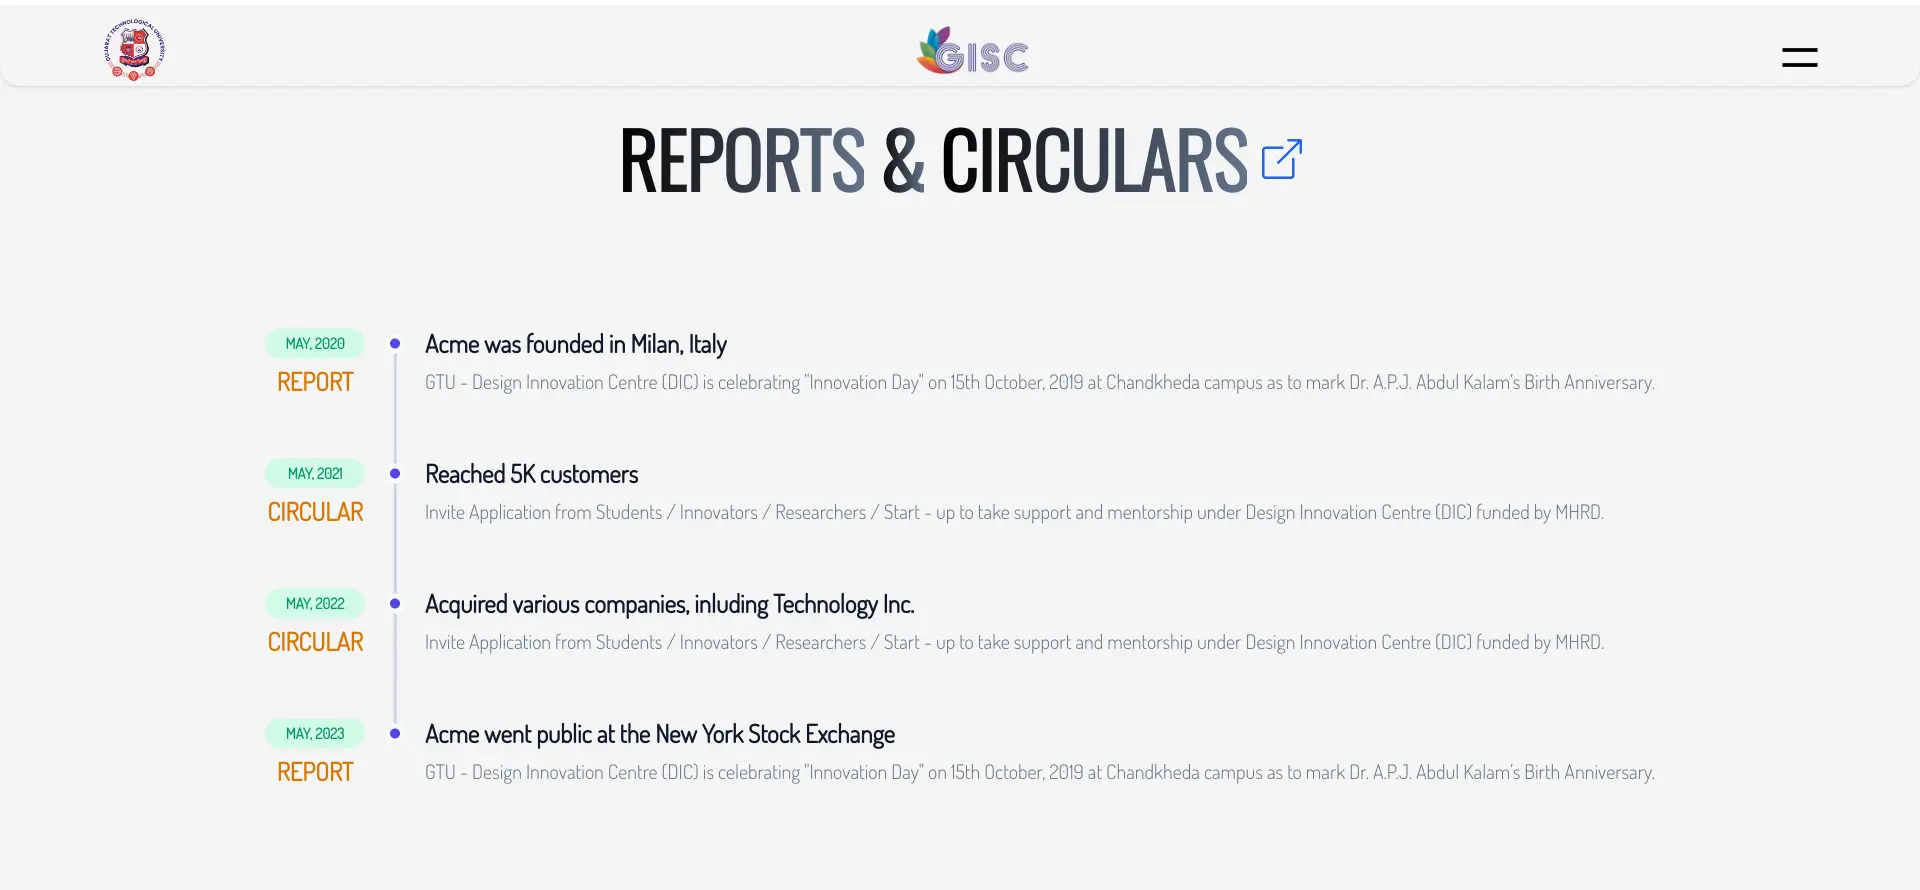 GUJARAT TECHNOLOGICAL UNIVERSITY
GISC
REPORTS & CIRCULARS
MAY, 2020
REPORT
Acme was founded in Milan, Italy
GTU - Design Innovation Centre (DIC) is celebrating "Innovation Day" on 15th October, 2019 at Chandkheda campus as to mark Dr. A.P.J. Abdul Kalam's Birth Anniversary.
MAY, 2021
CIRCULAR
Reached 5K customers
Invite Application from Students / Innovators / Researchers / Start - up to take support and mentorship under Design Innovation Centre (DIC) funded by MHRD.
MAY, 2022
CIRCULAR
Acquired various companies, inluding Technology Inc.
Invite Application from Students / Innovators / Researchers / Start - up to take support and mentorship under Design Innovation Centre (DIC) funded by MHRD.
MAY, 2023
REPORT
Acme went public at the New York Stock Exchange
GTU - Design Innovation Centre (DIC) is celebrating "Innovation Day" on 15th October, 2019 at Chandkheda campus as to mark Dr. A.P.J. Abdul Kalam's Birth Anniversary.